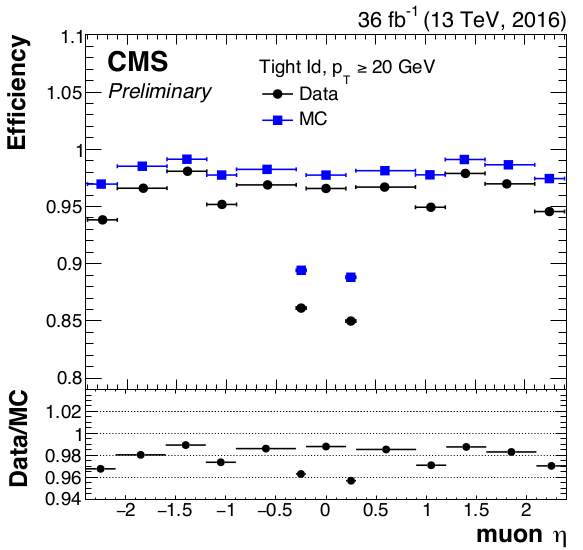 36 fb⁻¹ (13 TeV, 2016)
CMS
Preliminary
Tight Id, p_T ≥ 20 GeV
Data
MC
Efficiency
1.1
1.05
1
0.95
0.9
0.85
0.8
Data/MC
1.02
1
0.98
0.96
0.94
−2 −1.5 −1 −0.5 0 0.5 1 1.5 2
muon η